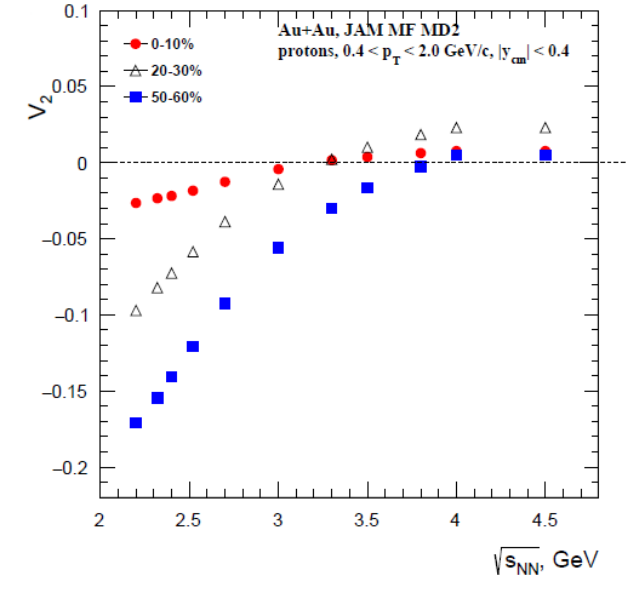 Au+Au, JAM MF MD2
protons, 0.4 < p_T < 2.0 GeV/c, |y_cm| < 0.4
0-10%
20-30%
50-60%
V_2
0.1
0.05
0
−0.05
−0.1
−0.15
−0.2
2 2.5 3 3.5 4 4.5
√s_NN, GeV